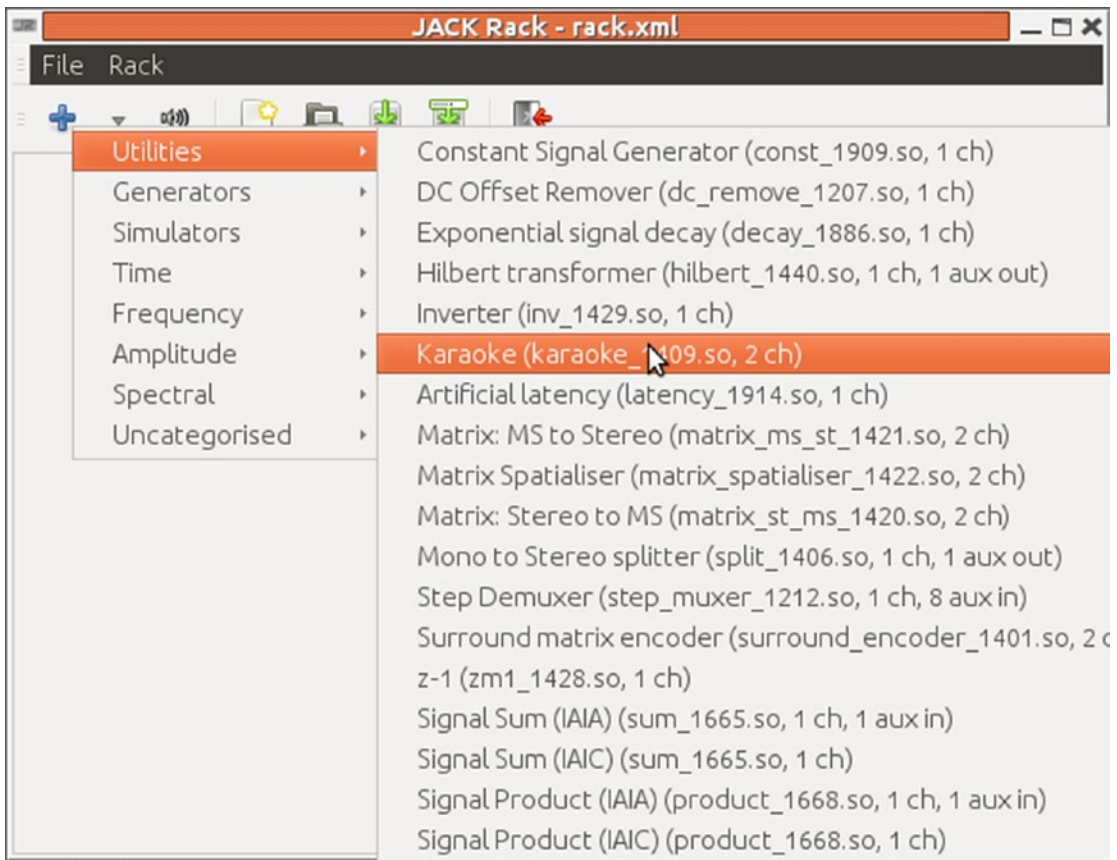 JACK Rack - rack.xml
File Rack
Utilities
Generators
Simulators
Time
Frequency
Amplitude
Spectral
Uncategorised
Constant Signal Generator (const_1909.so, 1 ch)
DC Offset Remover (dc_remove_1207.so, 1 ch)
Exponential signal decay (decay_1886.so, 1 ch)
Hilbert transformer (hilbert_1440.so, 1 ch, 1 aux out)
Inverter (inv_1429.so, 1 ch)
Karaoke (karaoke_1409.so, 2 ch)
Artificial latency (latency_1914.so, 1 ch)
Matrix: MS to Stereo (matrix_ms_st_1421.so, 2 ch)
Matrix Spatialiser (matrix_spatialiser_1422.so, 2 ch)
Matrix: Stereo to MS (matrix_st_ms_1420.so, 2 ch)
Mono to Stereo splitter (split_1406.so, 1 ch, 1 aux out)
Step Demuxer (step_muxer_1212.so, 1 ch, 8 aux in)
Surround matrix encoder (surround_encoder_1401.so, 2 c
z-1 (zm1_1428.so, 1 ch)
Signal Sum (IAIA) (sum_1665.so, 1 ch, 1 aux in)
Signal Sum (IAIC) (sum_1665.so, 1 ch)
Signal Product (IAIA) (product_1668.so, 1 ch, 1 aux in)
Signal Product (IAIC) (product_1668.so, 1 ch)